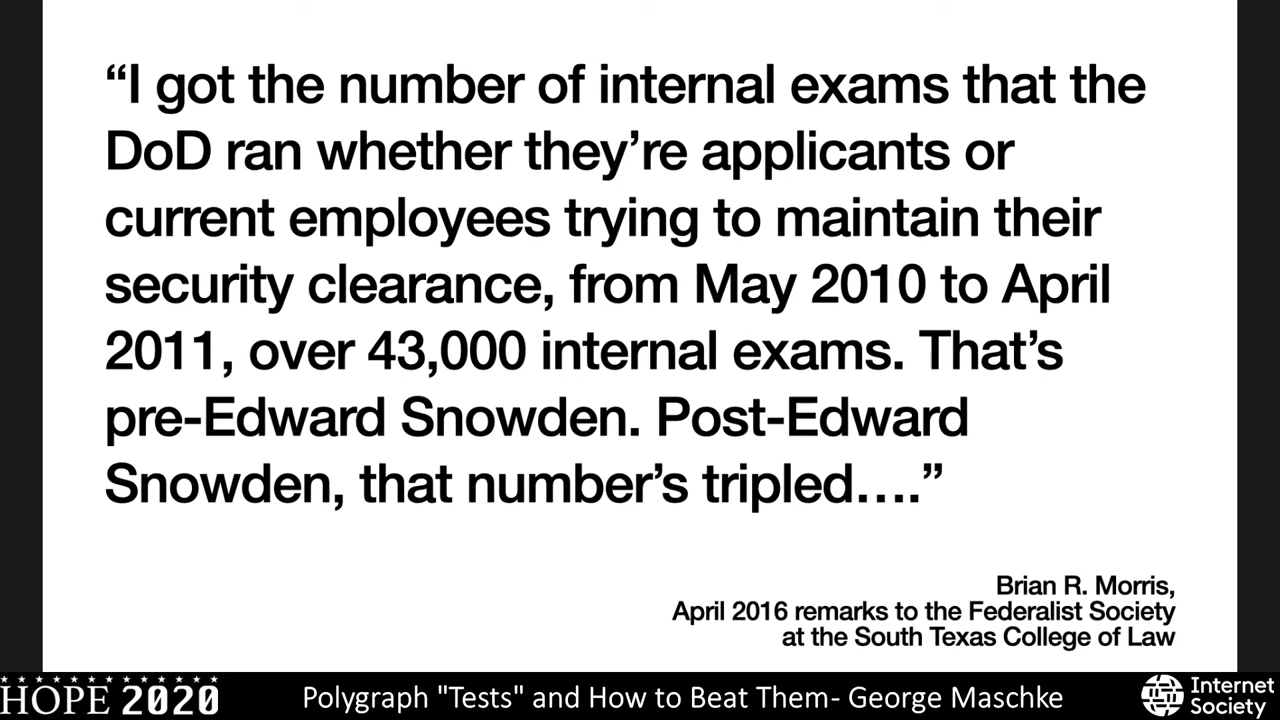 “I got the number of internal exams that the
DoD ran whether they’re applicants or
current employees trying to maintain their
security clearance, from May 2010 to April
2011, over 43,000 internal exams. That’s
pre-Edward Snowden. Post-Edward
Snowden, that number’s tripled….”
Brian R. Morris,
April 2016 remarks to the Federalist Society
at the South Texas College of Law
HOPE 2020
Polygraph "Tests" and How to Beat Them- George Maschke
Internet
Society